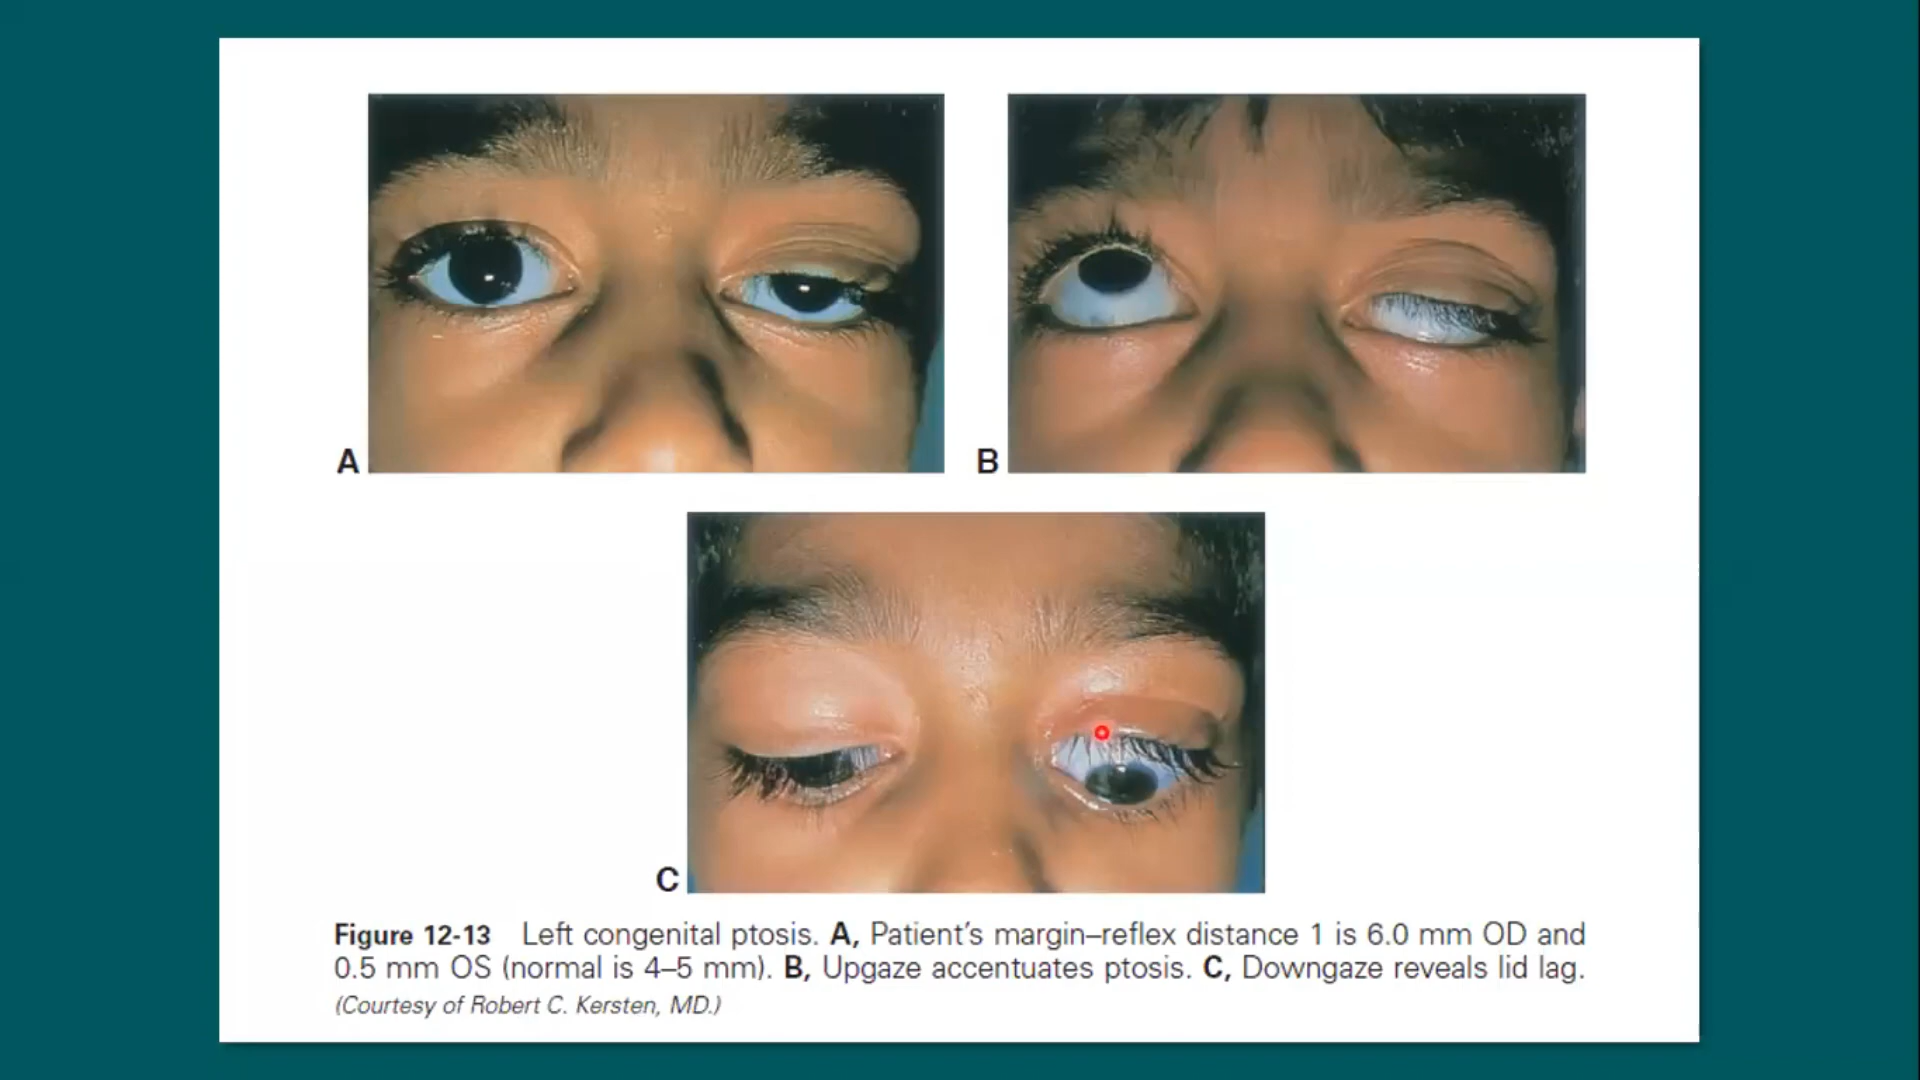 A
B
C
Figure 12-13 Left congenital ptosis. A, Patient's margin–reflex distance 1 is 6.0 mm OD and
0.5 mm OS (normal is 4–5 mm). B, Upgaze accentuates ptosis. C, Downgaze reveals lid lag.
(Courtesy of Robert C. Kersten, MD.)